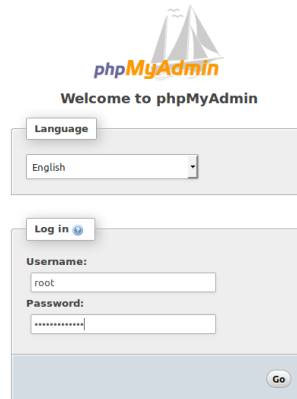 phpMyAdmin
Welcome to phpMyAdmin
Language
English
Log in
Username:
root
Password:
•••••••••••••
Go